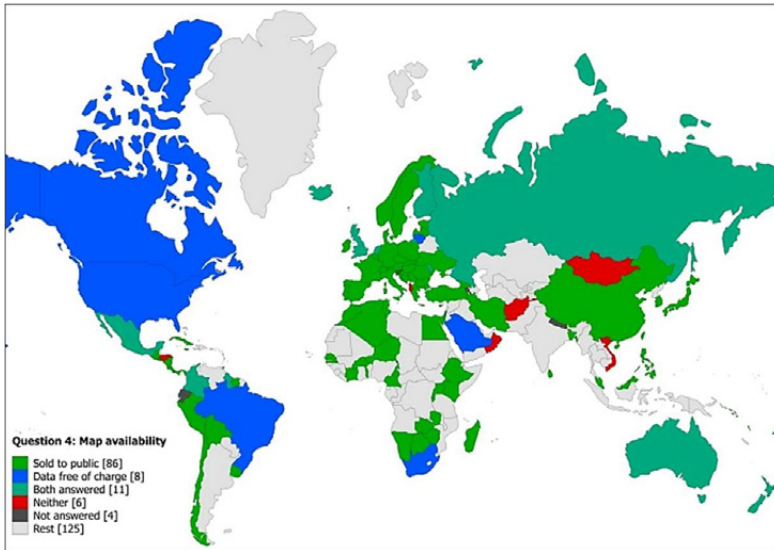 Question 4: Map availability
Sold to public [86]
Data free of charge [8]
Both answered [11]
Neither [6]
Not answered [4]
Rest [125]